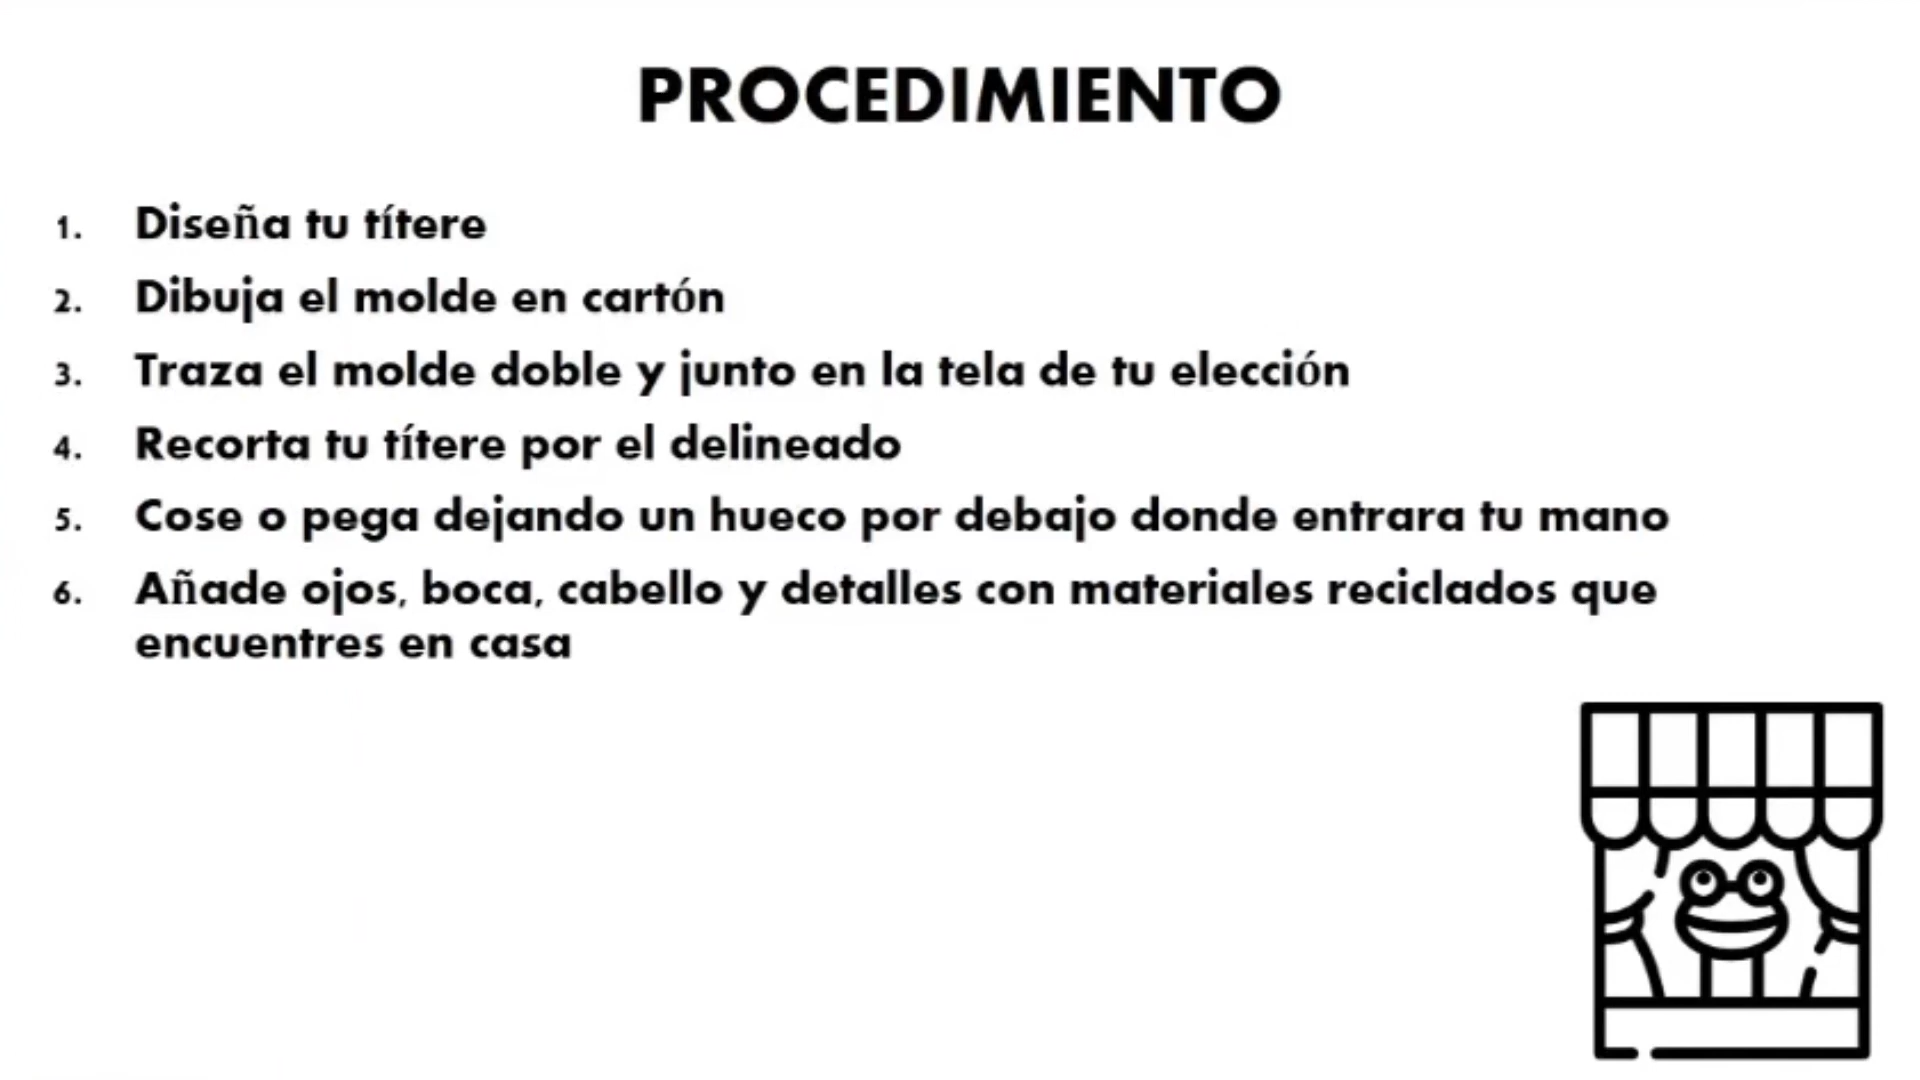 PROCEDIMIENTO
1. Diseña tu títere
2. Dibuja el molde en cartón
3. Traza el molde doble y junto en la tela de tu elección
4. Recorta tu títere por el delineado
5. Cose o pega dejando un hueco por debajo donde entrara tu mano
6. Añade ojos, boca, cabello y detalles con materiales reciclados que
encuentres en casa